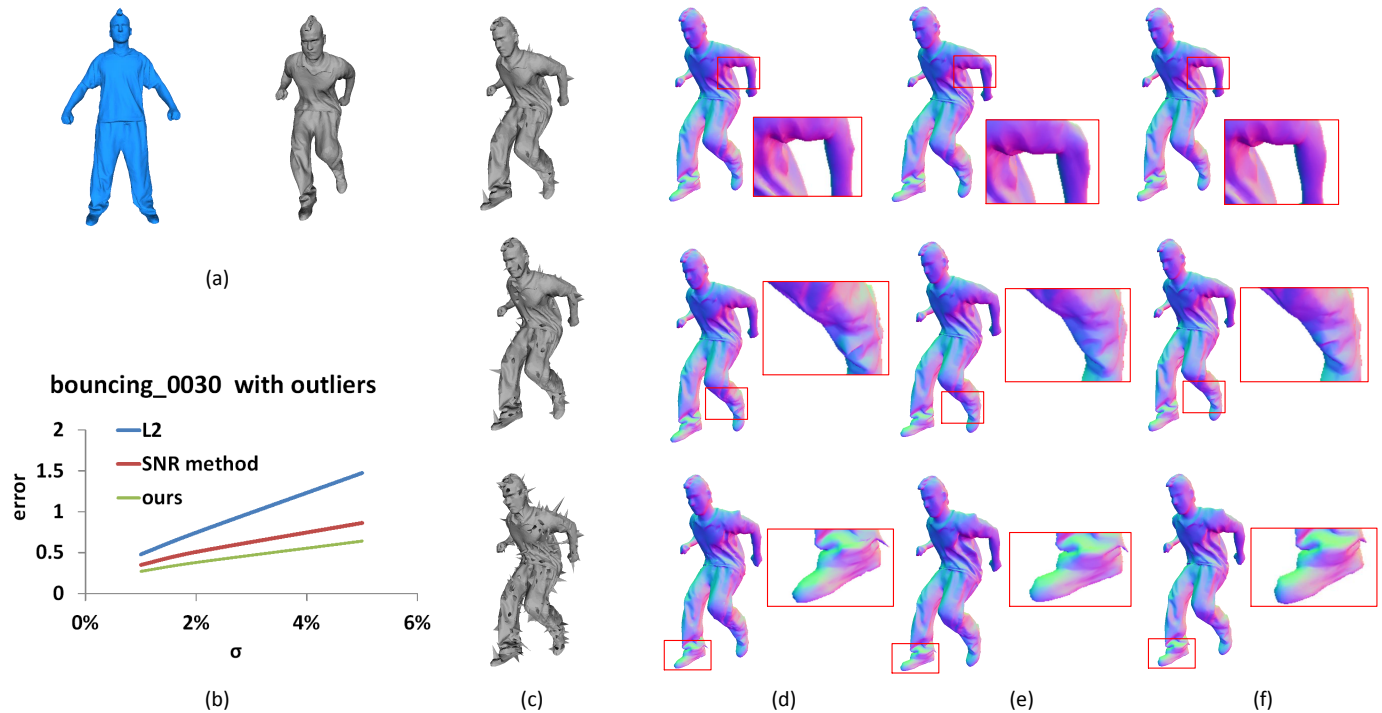 (a)
bouncing_0030 with outliers
2
1.5
1
0.5
0
error
L2
SNR method
ours
0% 2% 4% 6%
σ
(b) (c) (d) (e) (f)